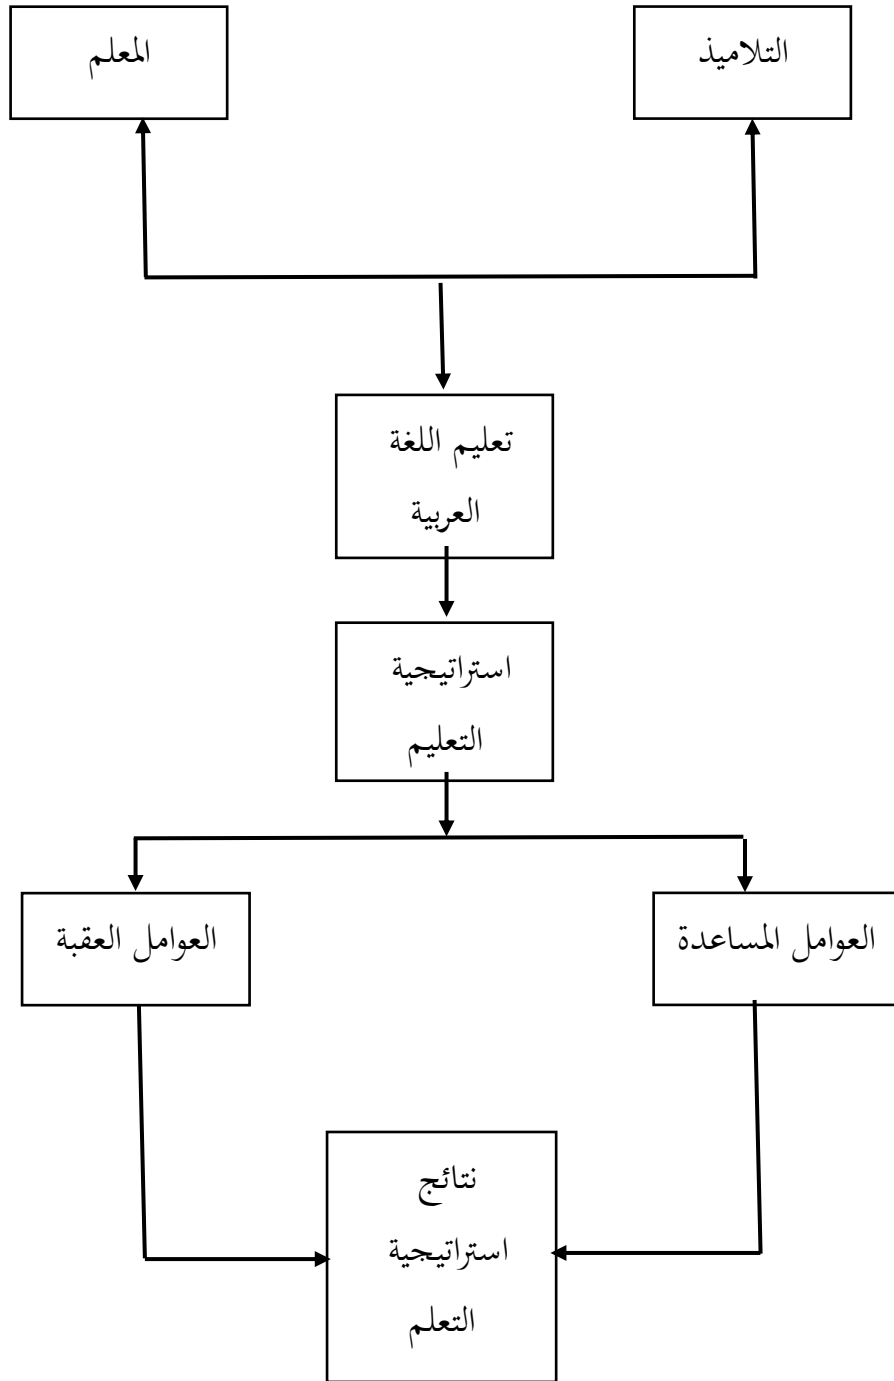 التلاميذ
المعلم
تعليم اللغة
العربية
استراتيجية
التعليم
العوامل المساعدة
العوامل العقبة
نتائج
استراتيجية
التعلم